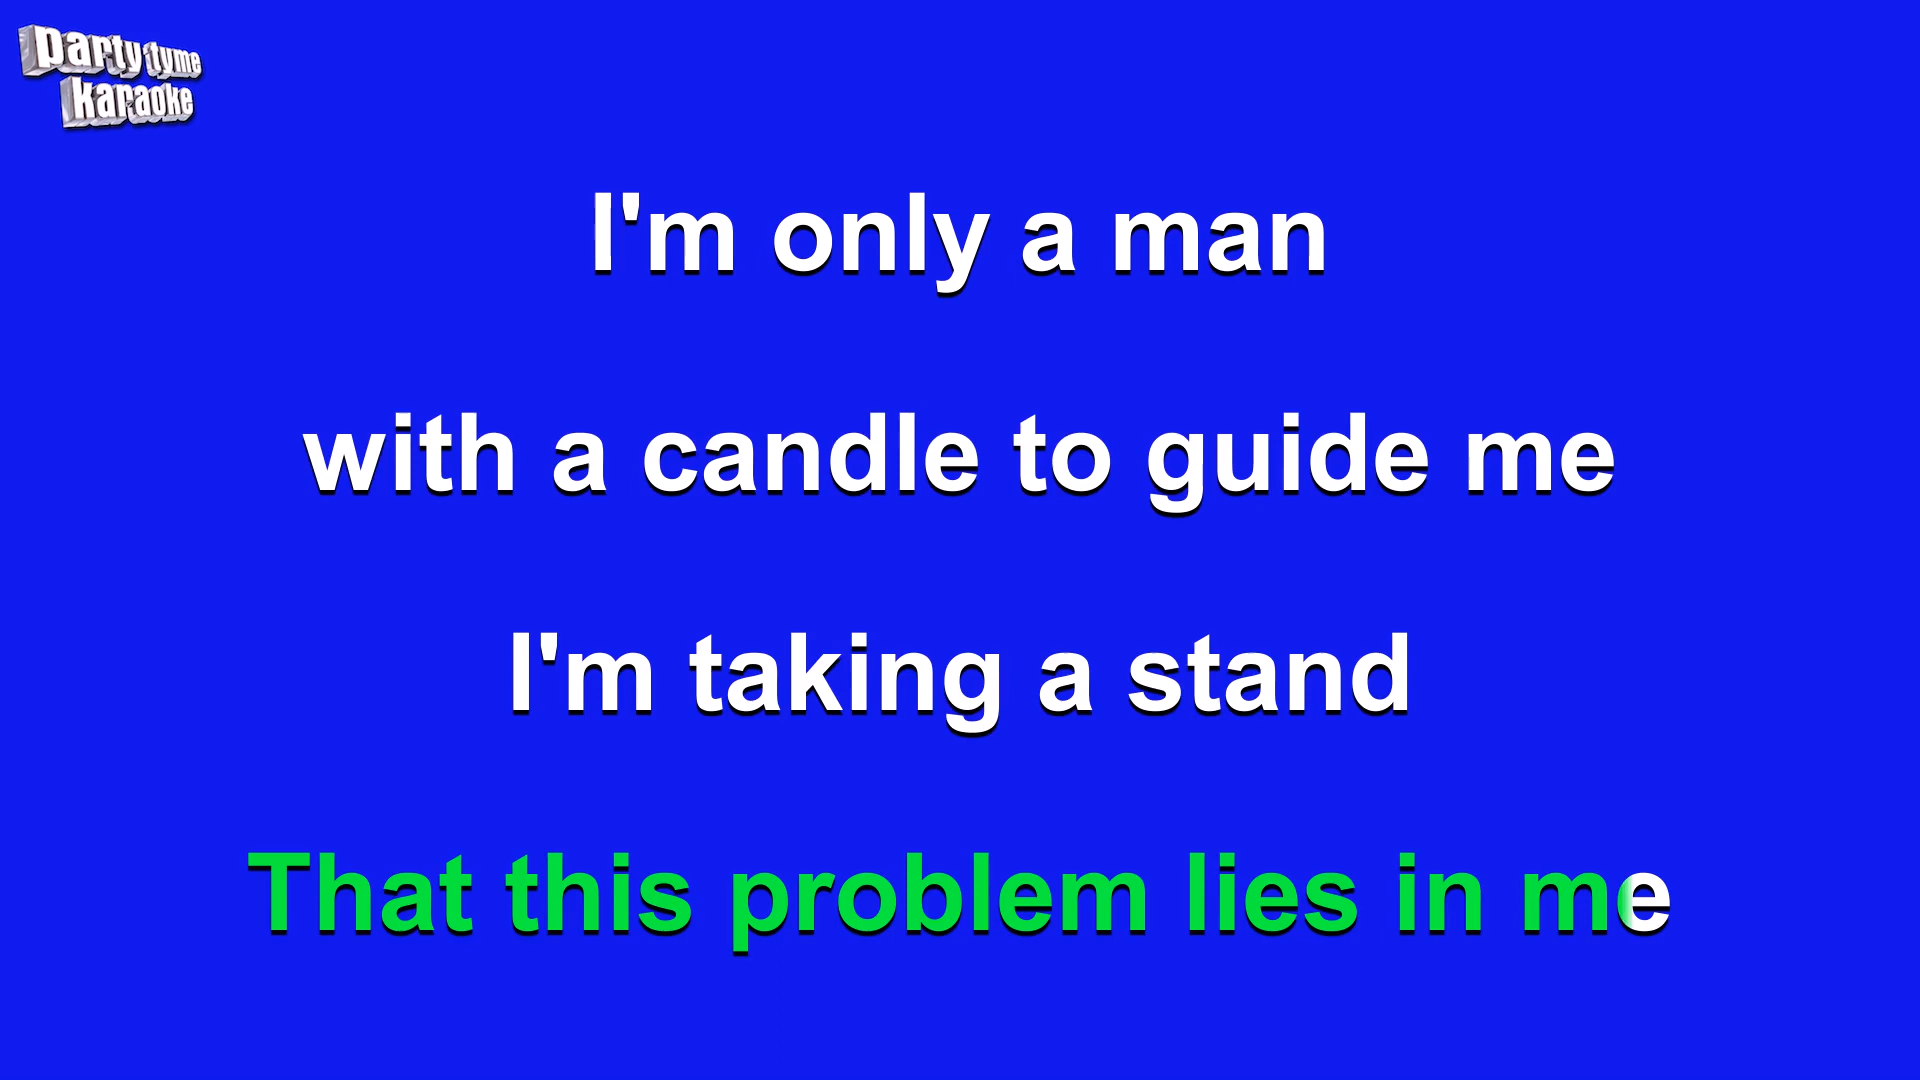 party tyme
karaoke
I'm only a man
with a candle to guide me
I'm taking a stand
That this problem lies in me